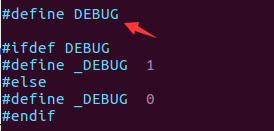 #define DEBUG
#ifdef DEBUG
#define _DEBUG 1
#else
#define _DEBUG 0
#endif